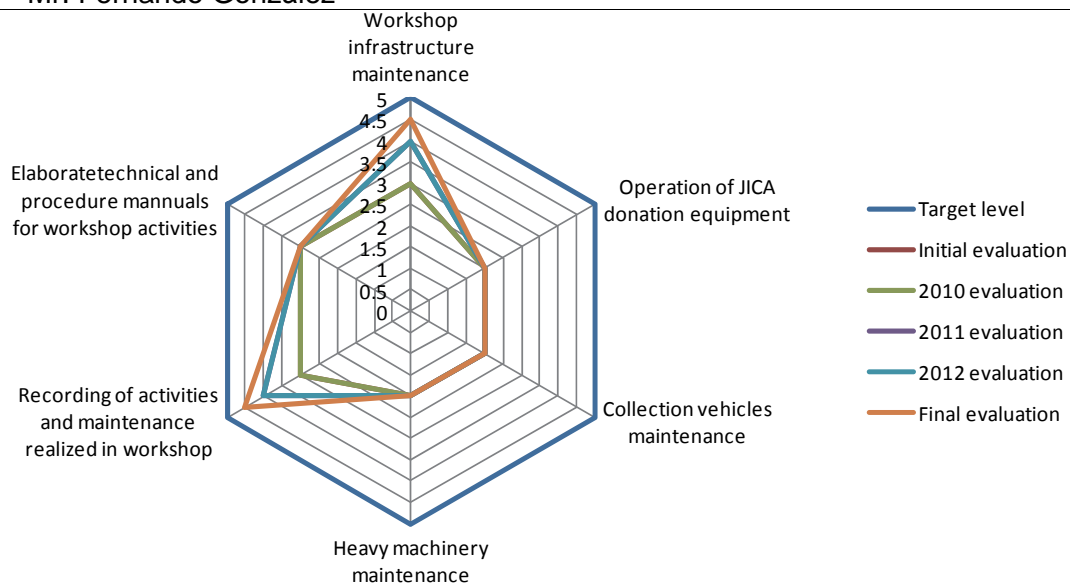 Workshop
infrastructure
maintenance
5
4.5
4
3.5
3
2.5
2
1.5
1
0.5
0
Operation of JICA
donation equipment
Collection vehicles
maintenance
Heavy machinery
maintenance
Recording of activities
and maintenance
realized in workshop
Elaboratetechnical and
procedure mannuals
for workshop activities
Target level
Initial evaluation
2010 evaluation
2011 evaluation
2012 evaluation
Final evaluation